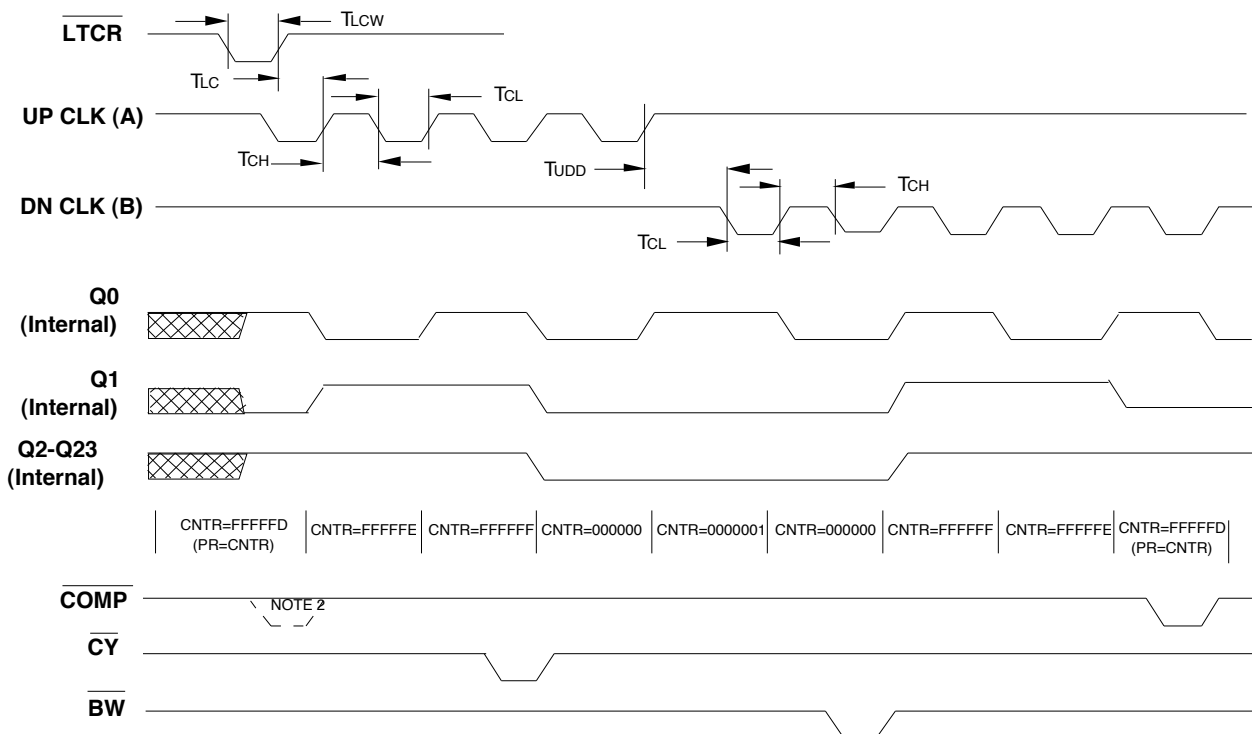 LTCR
TLCW
TLC
UP CLK (A)
TCL
TCH
TUDD
DN CLK (B)
TCH
TCL
Q0
(Internal)
Q1
(Internal)
Q2-Q23
(Internal)
CNTR=FFFFFD
(PR=CNTR)
CNTR=FFFFFE
CNTR=FFFFFF
CNTR=000000
CNTR=0000001
CNTR=000000
CNTR=FFFFFF
CNTR=FFFFFE
CNTR=FFFFFD
(PR=CNTR)
COMP
NOTE 2
CY
BW